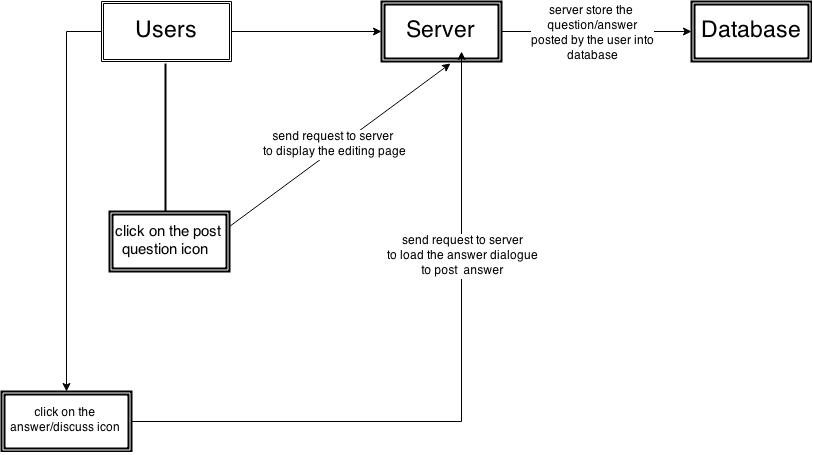 Users
Server
server store the
question/answer
posted by the user into
database
Database
send request to server
to display the editing page
click on the post
question icon
send request to server
to load the answer dialogue
to post answer
click on the
answer/discuss icon